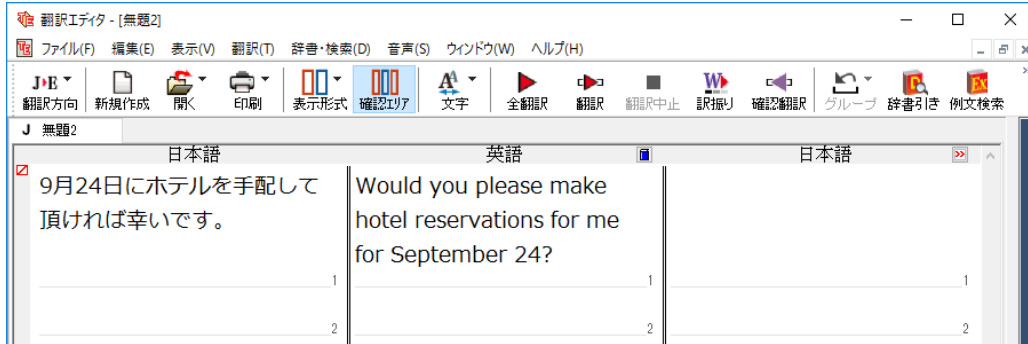 翻訳エディタ - [無題2]
ファイル(F) 編集(E) 表示(V) 翻訳(T) 辞書・検索(D) 音声(S) ウィンドウ(W) ヘルプ(H)
J▸E
翻訳方向 新規作成 開く 印刷 表示形式 確認エリア 文字 全翻訳 翻訳 翻訳中止 訳振り 確認翻訳 グループ 辞書引き 例文検索
J 無題2
日本語 英語 日本語
9月24日にホテルを手配して
頂ければ幸いです。
Would you please make
hotel reservations for me
for September 24?
1 1 1
2 2 2